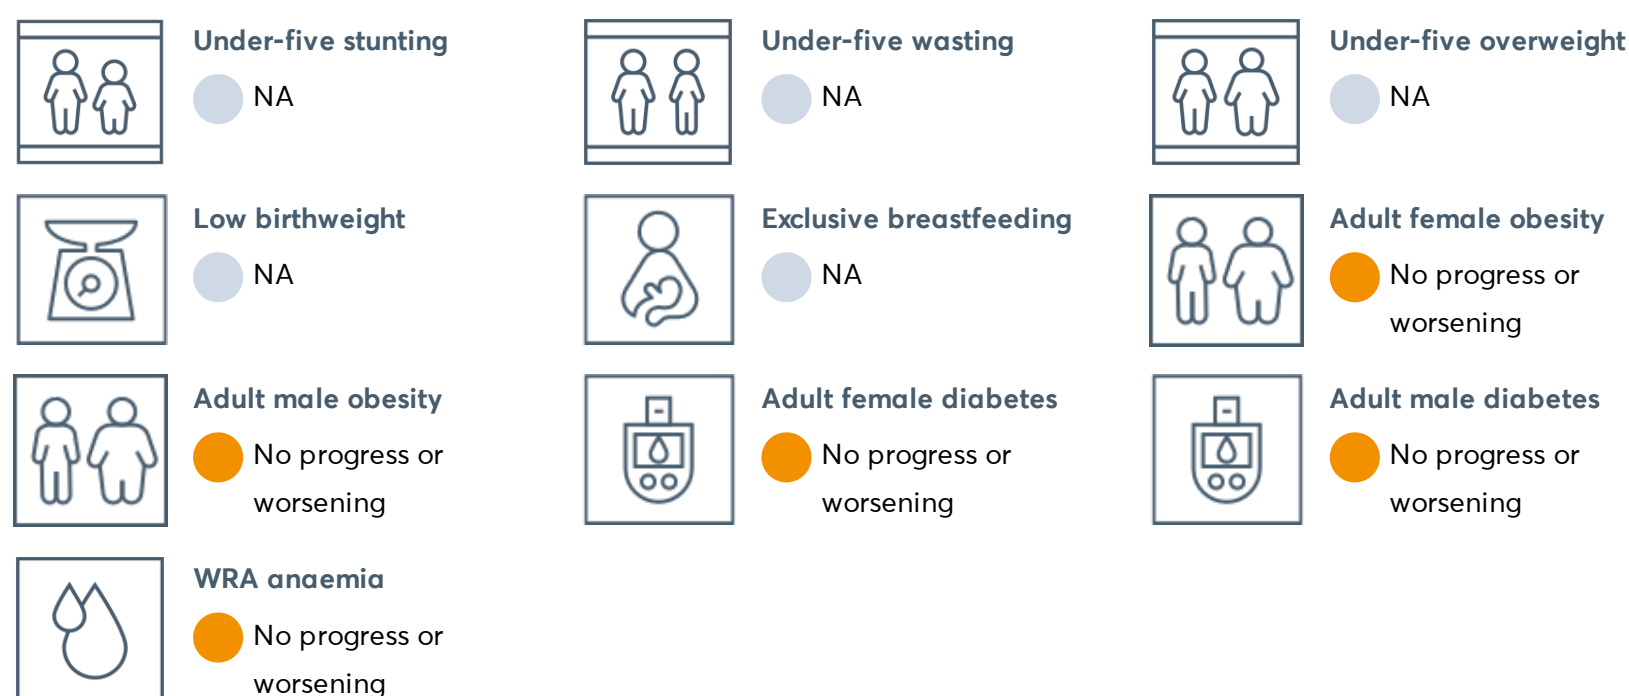 Under-five stunting
NA
Under-five wasting
NA
Under-five overweight
NA
Low birthweight
NA
Exclusive breastfeeding
NA
Adult female obesity
No progress or
worsening
Adult male obesity
No progress or
worsening
Adult female diabetes
No progress or
worsening
Adult male diabetes
No progress or
worsening
WRA anaemia
No progress or
worsening